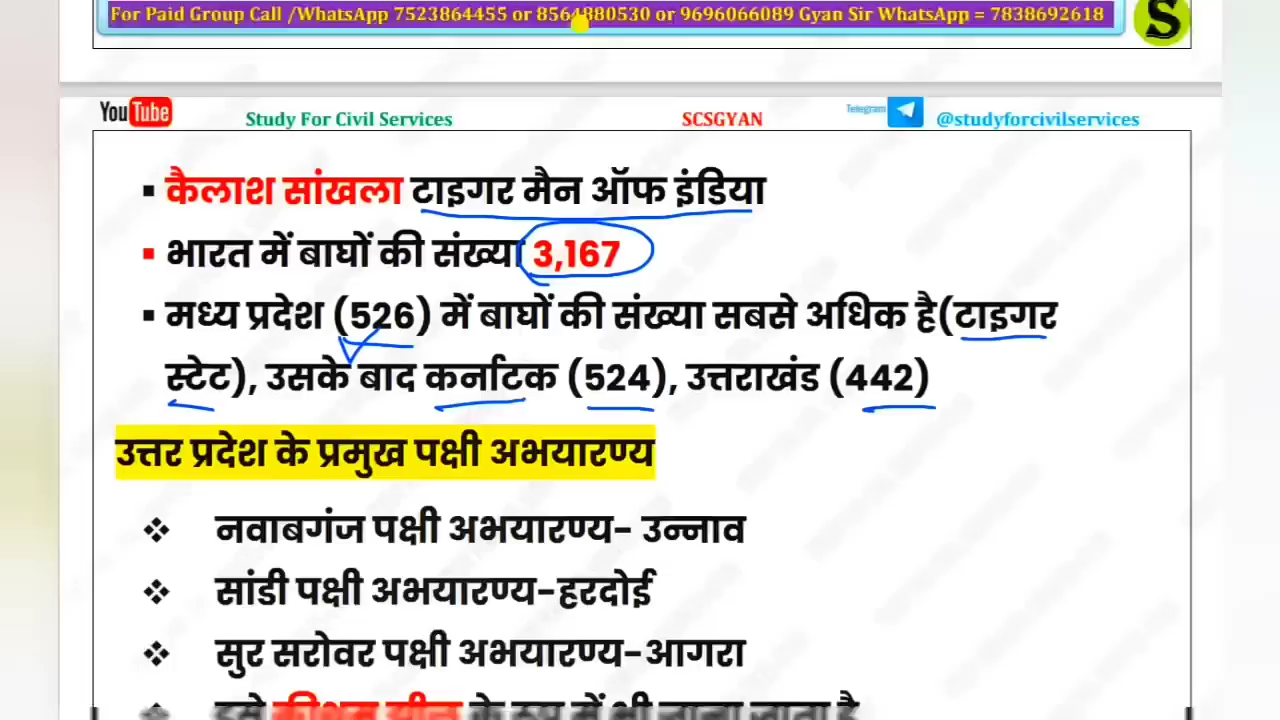 For Paid Group Call /WhatsApp 7523864455 or 8564880530 or 9696066089 Gyan Sir WhatsApp = 7838692618
S
YouTube Study For Civil Services SCSGYAN Telegram @studyforcivilservices
▪ कैलाश सांखला टाइगर मैन ऑफ इंडिया
▪ भारत में बाघों की संख्या 3,167
▪ मध्य प्रदेश (526) में बाघों की संख्या सबसे अधिक है(टाइगर
स्टेट), उसके बाद कर्नाटक (524), उत्तराखंड (442)
उत्तर प्रदेश के प्रमुख पक्षी अभयारण्य
❖ नवाबगंज पक्षी अभयारण्य- उन्नाव
❖ सांडी पक्षी अभयारण्य-हरदोई
❖ सुर सरोवर पक्षी अभयारण्य-आगरा
❖ इसे कीठम झील के रूप में भी जाना जाता है